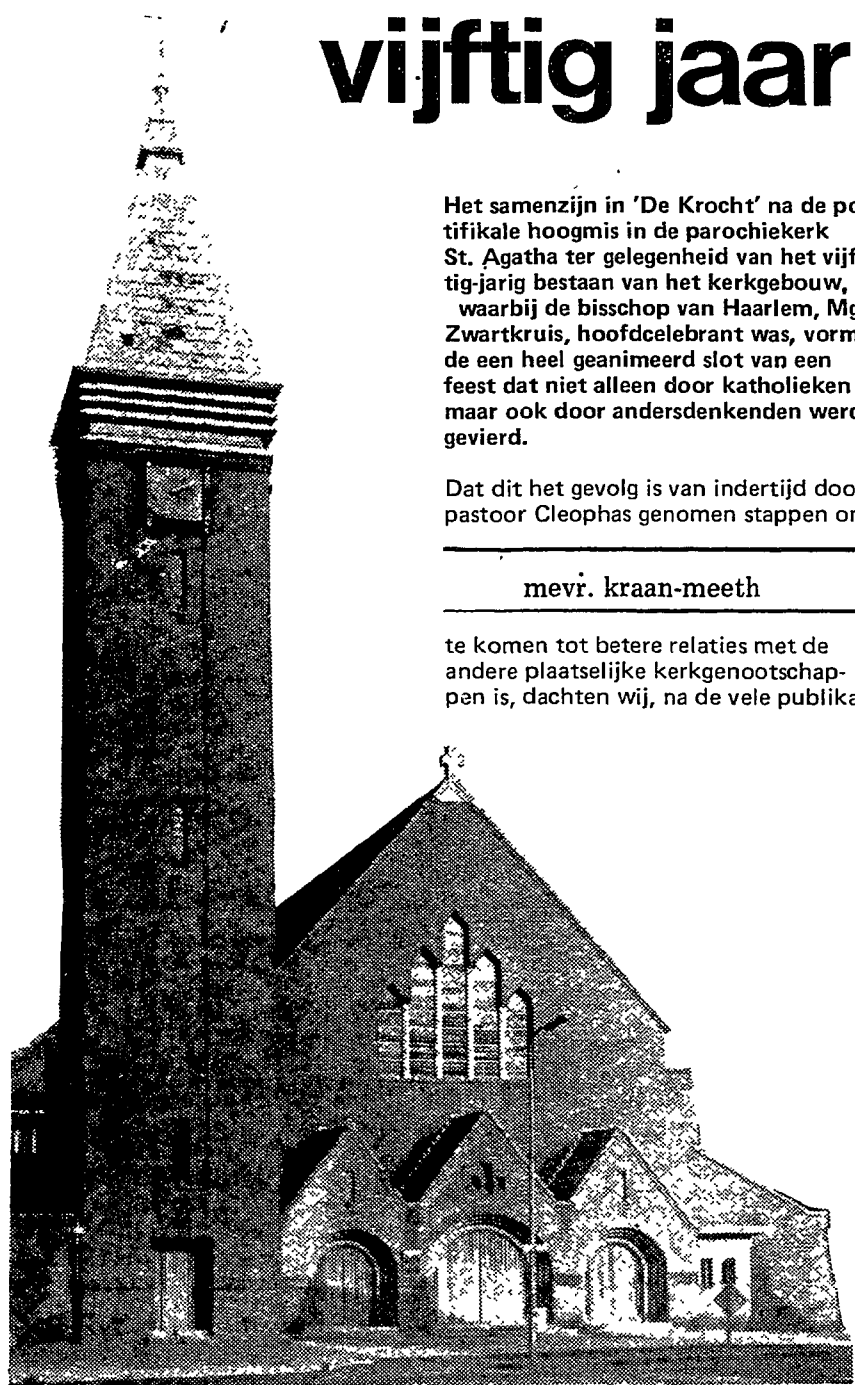 vijftig jaar
Het samenzijn in 'De Krocht' na de po
tifikale hoogmis in de parochiekerk
St. Agatha ter gelegenheid van het vijf
tig-jarig bestaan van het kerkgebouw,
waarbij de bisschop van Haarlem, Mg
Zwartkruis, hoofdcelebrant was, vorm
de een heel geanimeerd slot van een
feest dat niet alleen door katholieken
maar ook door andersdenkenden werd
gevierd.
Dat dit het gevolg is van indertijd doo
pastoor Cleophas genomen stappen o
mevr. kraan-meeth
te komen tot betere relaties met de
andere plaatselijke kerkgenootschap-
pen is, dachten wij, na de vele publika